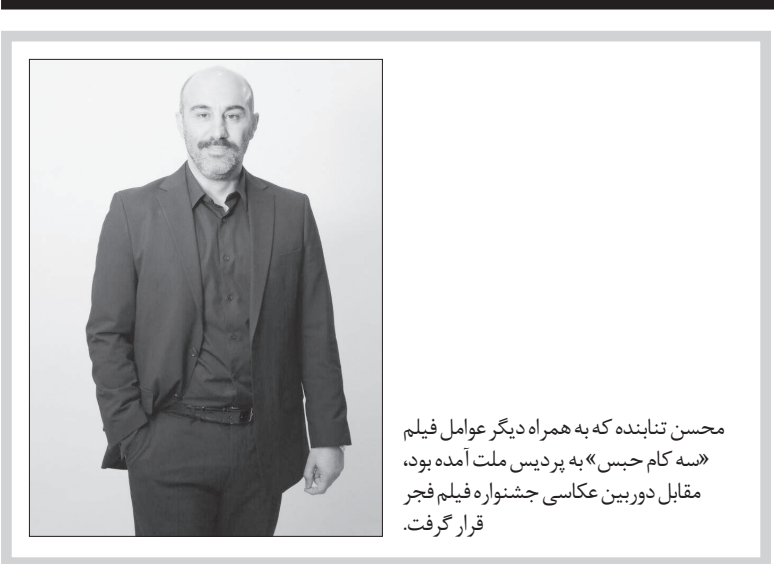 محسن تنابنده که به همراه دیگر عوامل فیلم
«سه کام حبس» به پردیس ملت آمده بود،
مقابل دوربین عکاسی جشنواره فیلم فجر
قرار گرفت.